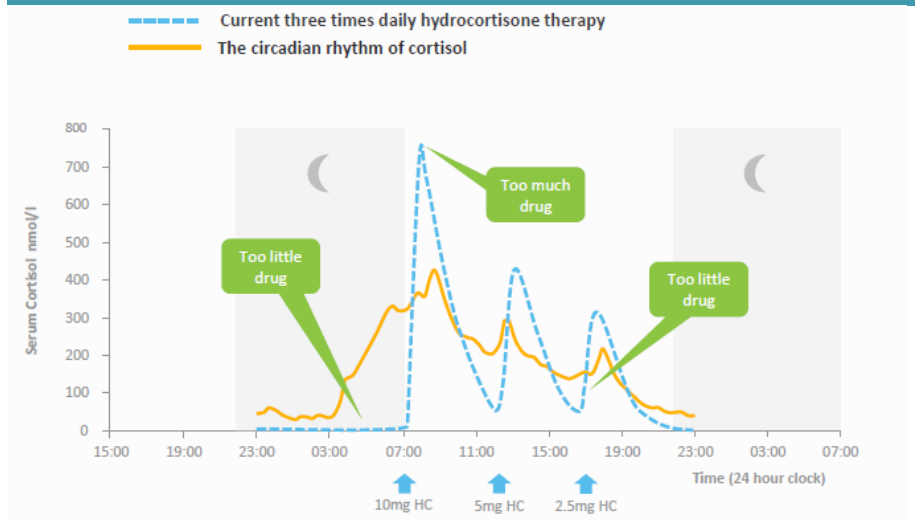 Current three times daily hydrocortisone therapy
The circadian rhythm of cortisol
800
700
600
500
400
300
200
100
0
Serum Cortisol nmol/l
Too little
drug
Too much
drug
Too little
drug
15:00
19:00
23:00
03:00
07:00
11:00
15:00
19:00
23:00
03:00
07:00
Time (24 hour clock)
10mg HC
5mg HC
2.5mg HC